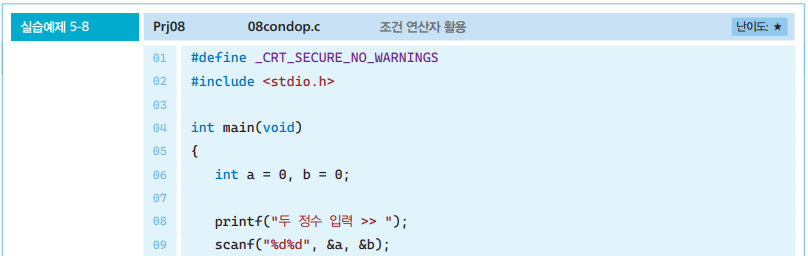 실습예제 5-8 Prj08 08condop.c 조건 연산자 활용 난이도: ★
01 #define _CRT_SECURE_NO_WARNINGS
02 #include <stdio.h>
03
04 int main(void)
05 {
06 int a = 0, b = 0;
07
08 printf("두 정수 입력 >> ");
09 scanf("%d%d", &a, &b);